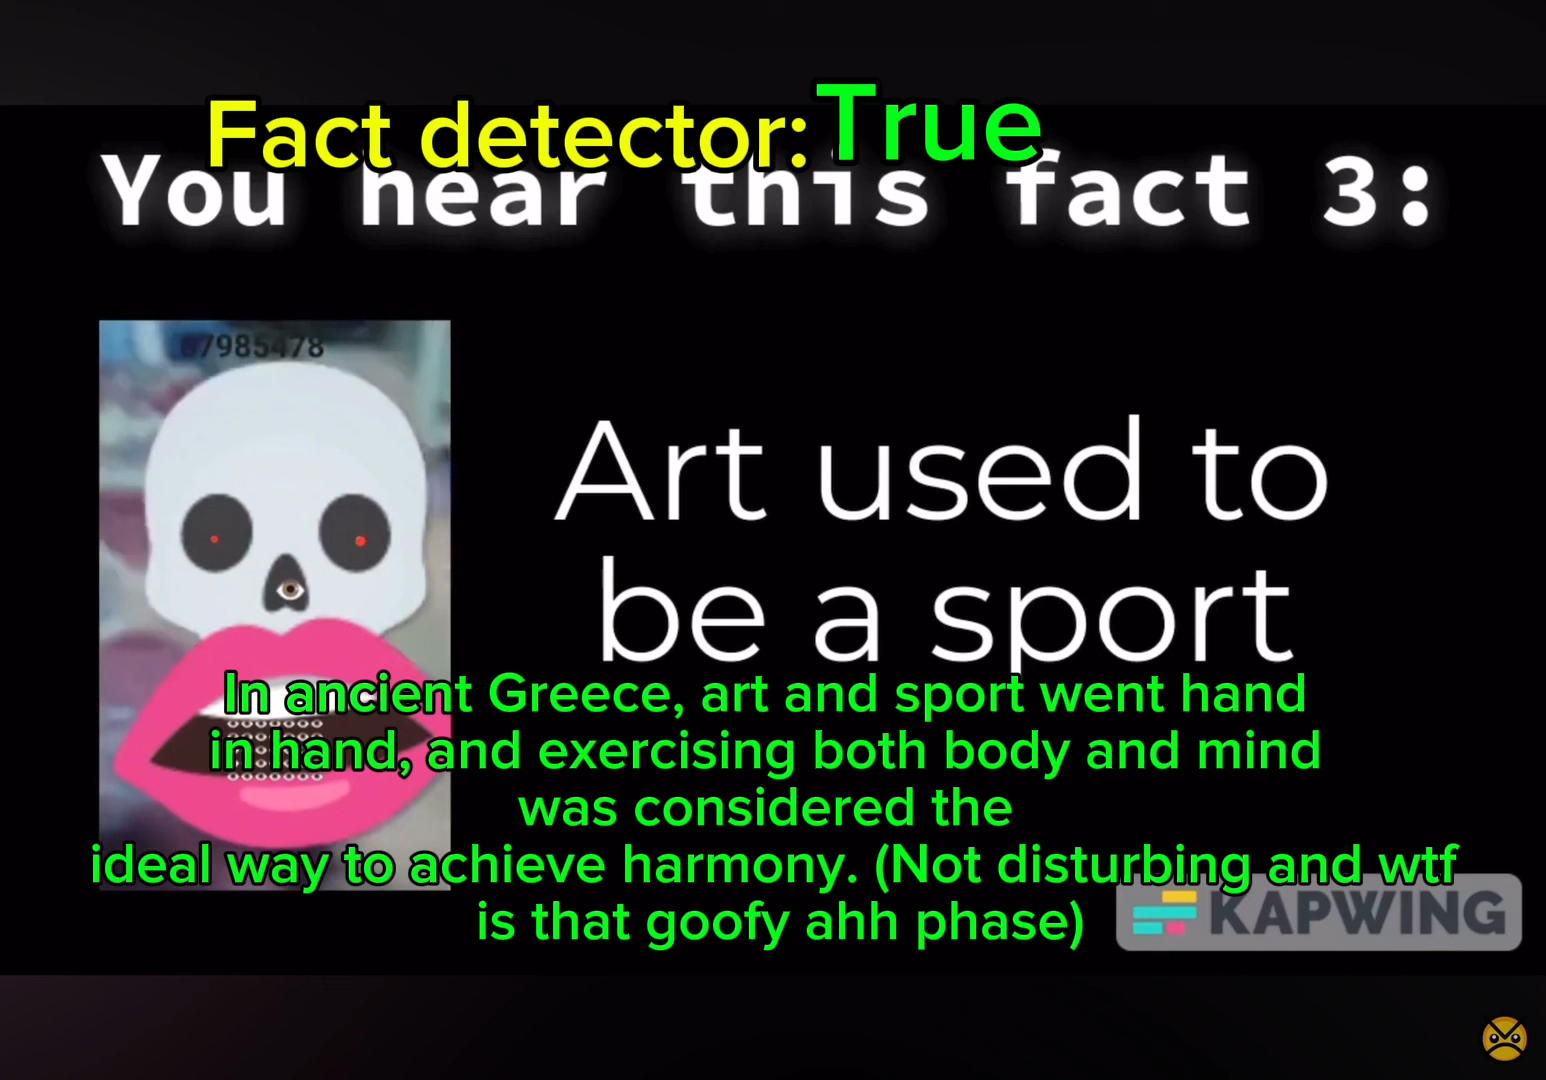 Fact detector:True
You hear this fact 3:
7985478
Art used to
be a sport
In ancient Greece, art and sport went hand
in hand, and exercising both body and mind
was considered the
ideal way to achieve harmony. (Not disturbing and wtf
is that goofy ahh phase)
KAPWING